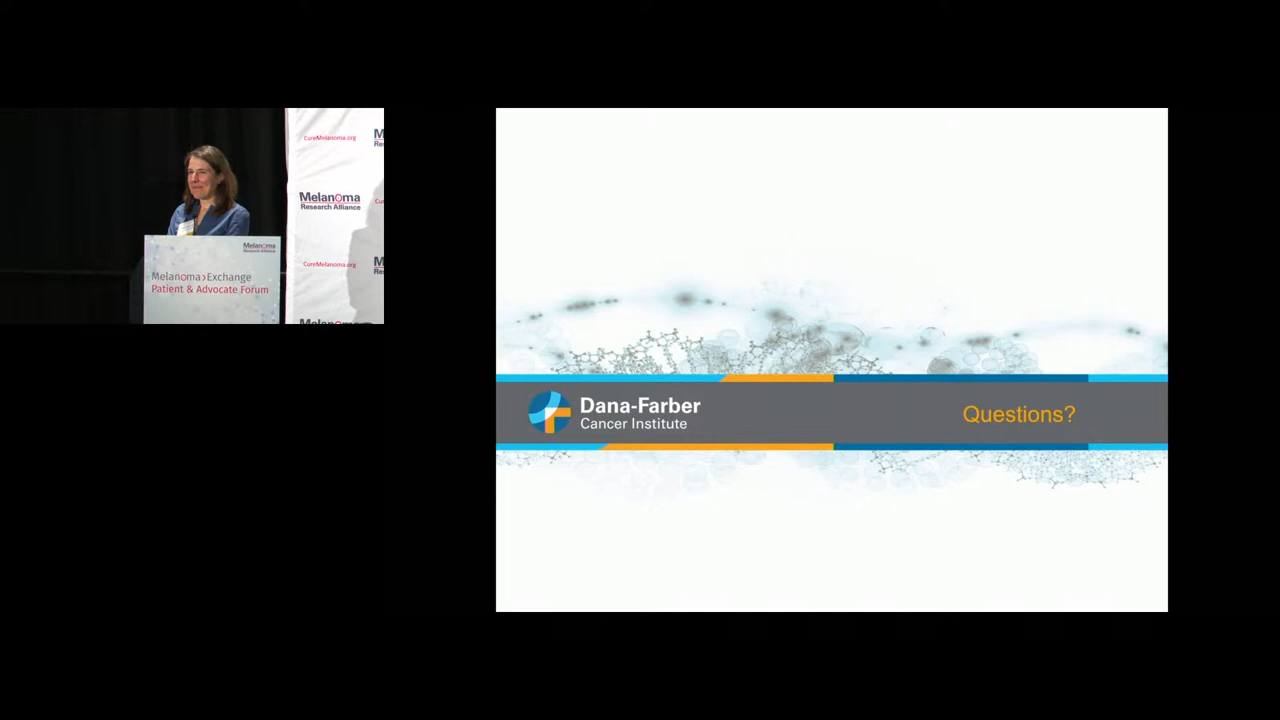 CureMelanoma.org
Melanoma
Research Alliance
CureMelanoma.org
Melanoma
Research Alliance
Melanoma›Exchange
Patient & Advocate Forum
Dana-Farber
Cancer Institute
Questions?